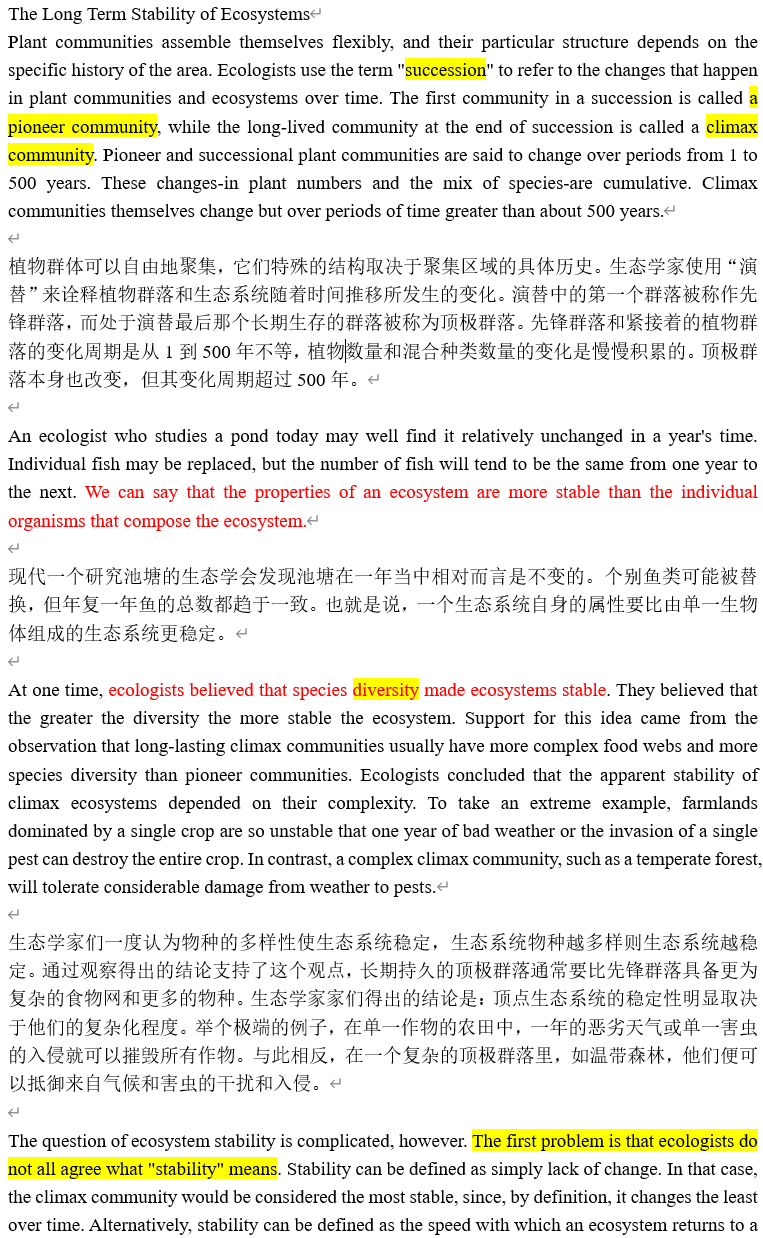 The Long Term Stability of Ecosystems↵
Plant communities assemble themselves flexibly, and their particular structure depends on the
specific history of the area. Ecologists use the term "succession" to refer to the changes that happen
in plant communities and ecosystems over time. The first community in a succession is called a
pioneer community, while the long-lived community at the end of succession is called a climax
community. Pioneer and successional plant communities are said to change over periods from 1 to
500 years. These changes-in plant numbers and the mix of species-are cumulative. Climax
communities themselves change but over periods of time greater than about 500 years.↵
↵
植物群体可以自由地聚集，它们特殊的结构取决于聚集区域的具体历史。生态学家使用“演
替”来诠释植物群落和生态系统随着时间推移所发生的变化。演替中的第一个群落被称作先
锋群落，而处于演替最后那个长期生存的群落被称为顶极群落。先锋群落和紧接着的植物群
落的变化周期是从 1 到 500 年不等，植物数量和混合种类数量的变化是慢慢积累的。顶极群
落本身也改变，但其变化周期超过 500 年。↵
↵
An ecologist who studies a pond today may well find it relatively unchanged in a year's time.
Individual fish may be replaced, but the number of fish will tend to be the same from one year to
the next. We can say that the properties of an ecosystem are more stable than the individual
organisms that compose the ecosystem.↵
↵
现代一个研究池塘的生态学会发现池塘在一年当中相对而言是不变的。个别鱼类可能被替
换，但年复一年鱼的总数都趋于一致。也就是说，一个生态系统自身的属性要比由单一生物
体组成的生态系统更稳定。↵
↵
At one time, ecologists believed that species diversity made ecosystems stable. They believed that
the greater the diversity the more stable the ecosystem. Support for this idea came from the
observation that long-lasting climax communities usually have more complex food webs and more
species diversity than pioneer communities. Ecologists concluded that the apparent stability of
climax ecosystems depended on their complexity. To take an extreme example, farmlands
dominated by a single crop are so unstable that one year of bad weather or the invasion of a single
pest can destroy the entire crop. In contrast, a complex climax community, such as a temperate forest,
will tolerate considerable damage from weather to pests.↵
↵
生态学家们一度认为物种的多样性使生态系统稳定，生态系统物种越多样则生态系统越稳
定。通过观察得出的结论支持了这个观点，长期持久的顶极群落通常要比先锋群落具备更为
复杂的食物网和更多的物种。生态学家家们得出的结论是：顶点生态系统的稳定性明显取决
于他们的复杂化程度。举个极端的例子，在单一作物的农田中，一年的恶劣天气或单一害虫
的入侵就可以摧毁所有作物。与此相反，在一个复杂的顶极群落里，如温带森林，他们便可
以抵御来自气候和害虫的干扰和入侵。↵
↵
The question of ecosystem stability is complicated, however. The first problem is that ecologists do
not all agree what "stability" means. Stability can be defined as simply lack of change. In that case,
the climax community would be considered the most stable, since, by definition, it changes the least
over time. Alternatively, stability can be defined as the speed with which an ecosystem returns to a